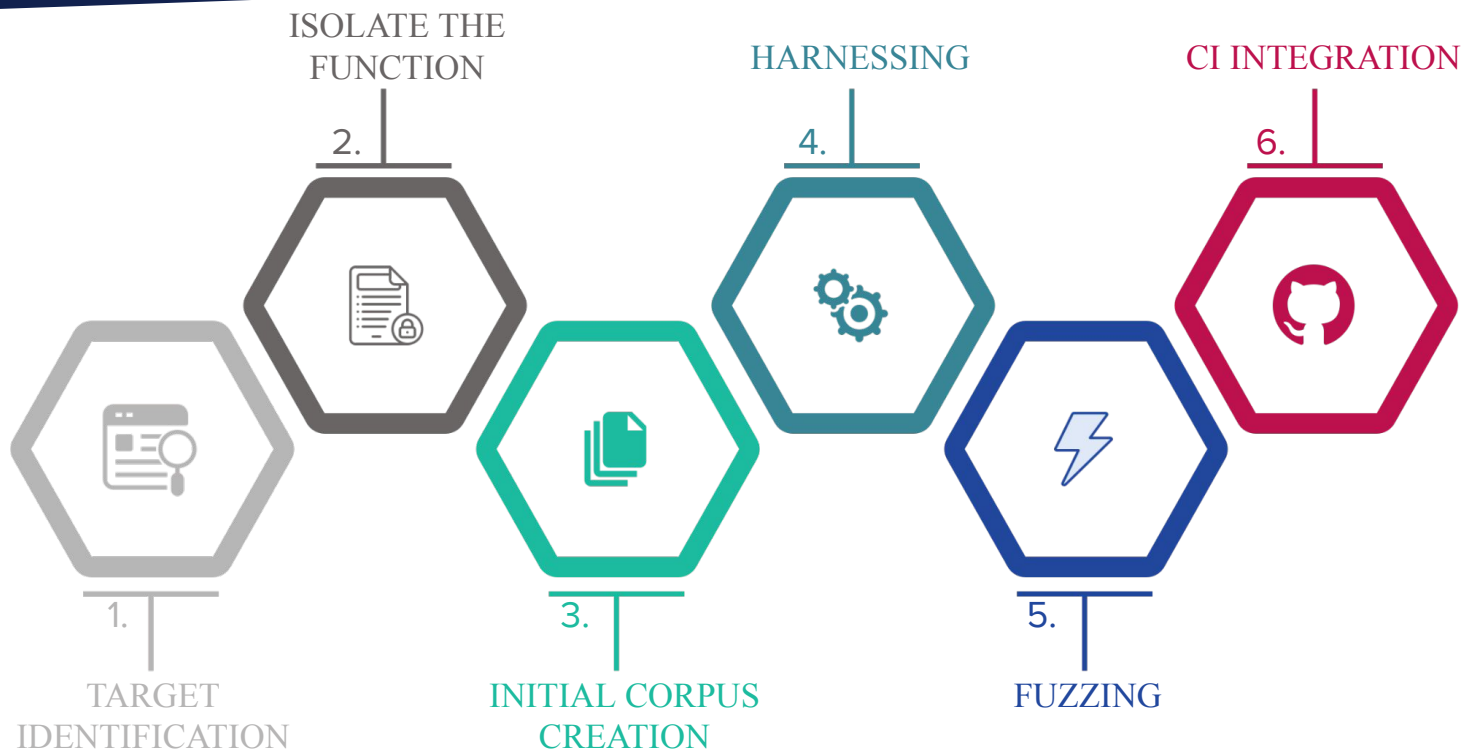 1.
TARGET
IDENTIFICATION
ISOLATE THE
FUNCTION
2.
3.
INITIAL CORPUS
CREATION
HARNESSING
4.
5.
FUZZING
CI INTEGRATION
6.